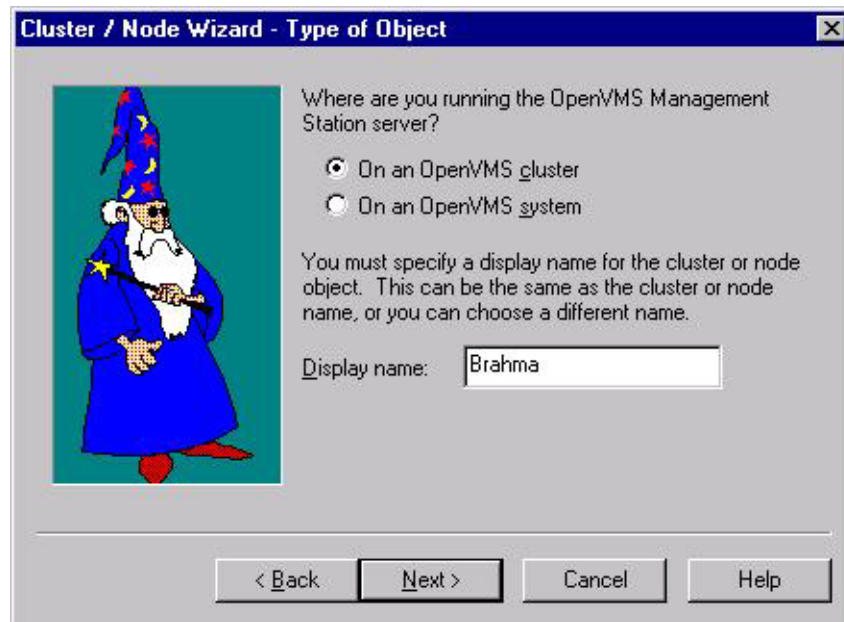 Cluster / Node Wizard - Type of Object
Where are you running the OpenVMS Management
Station server?
On an OpenVMS cluster
On an OpenVMS system
You must specify a display name for the cluster or node
object. This can be the same as the cluster or node
name, or you can choose a different name.
Display name: Brahma
< Back Next > Cancel Help